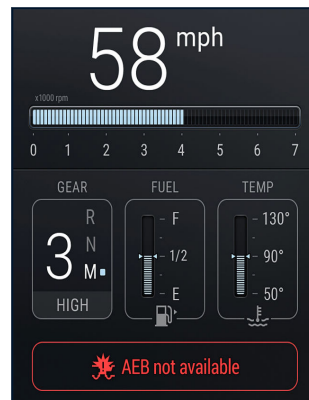 58 mph
x1000 rpm
0 1 2 3 4 5 6 7
GEAR
R
N
3 M
HIGH
FUEL
F
1/2
E
TEMP
130°
90°
50°
AEB not available